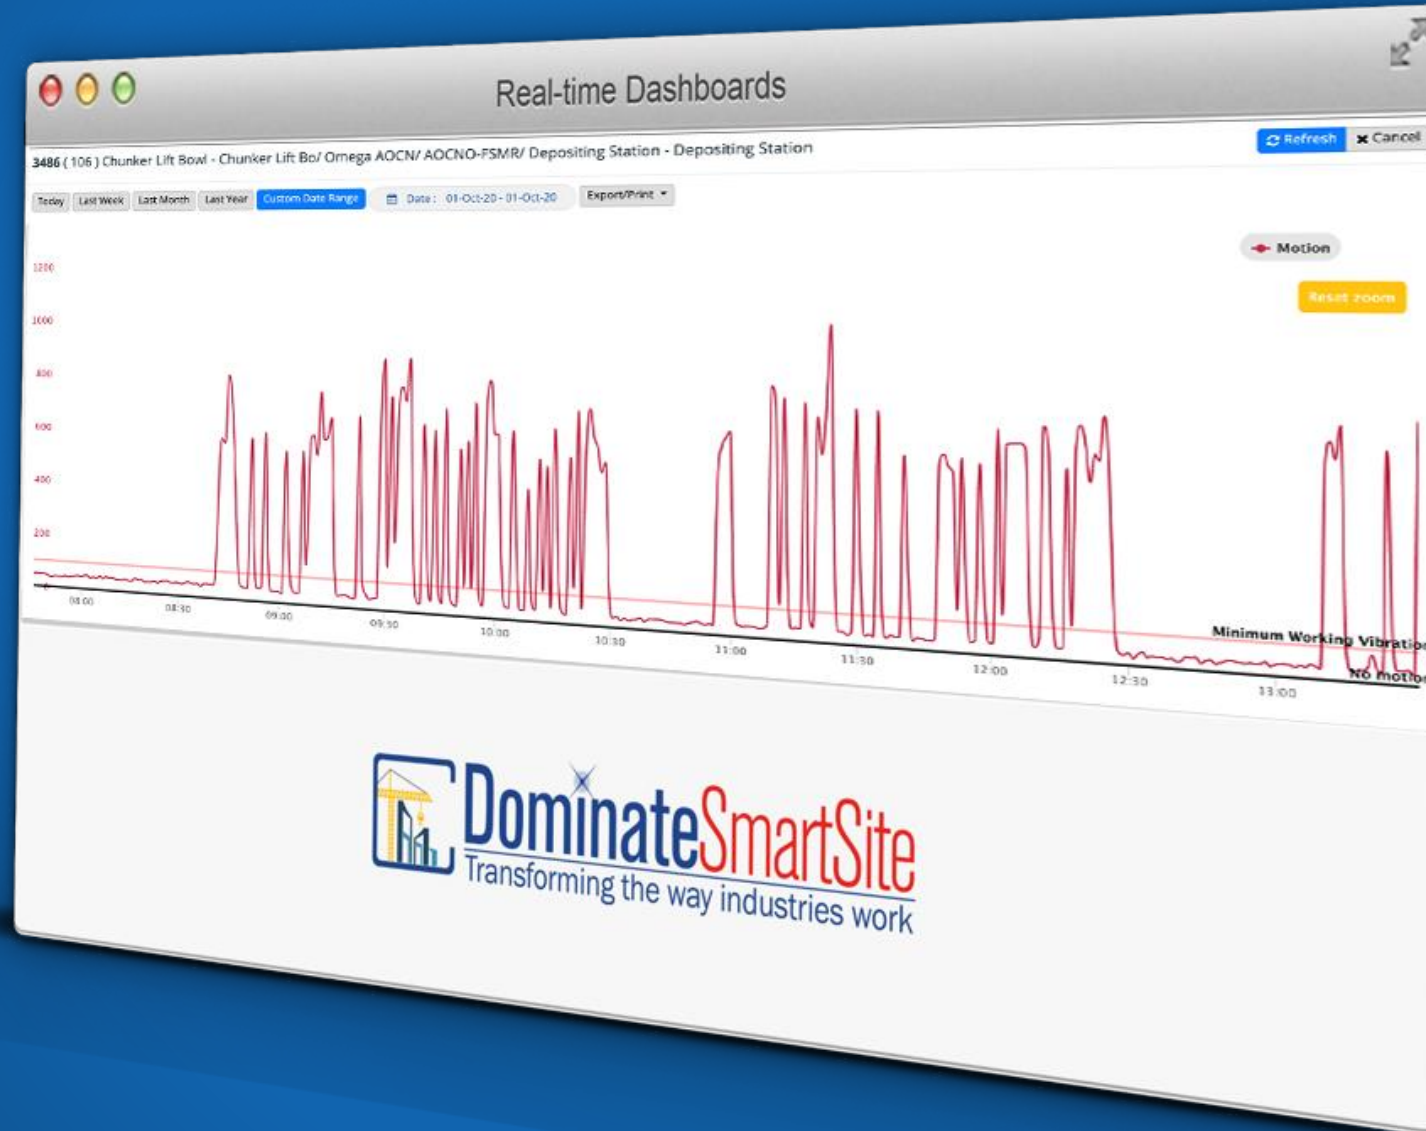 Real-time Dashboards
3486 ( 106 ) Chunker Lift Bowl - Chunker Lift Bo/ Omega AOCN/ AOCNO-FSMR/ Depositing Station - Depositing Station
Refresh
Cancel
Today
Last Week
Last Month
Last Year
Custom Date Range
Date : 01-Oct-20 - 01-Oct-20
Export/Print
Motion
Reset zoom
1200
1000
800
600
400
200
0
08:00
08:30
09:00
09:30
10:00
10:30
11:00
11:30
12:00
12:30
13:00
Minimum Working Vibration
No motion
DominateSmartSite
Transforming the way industries work